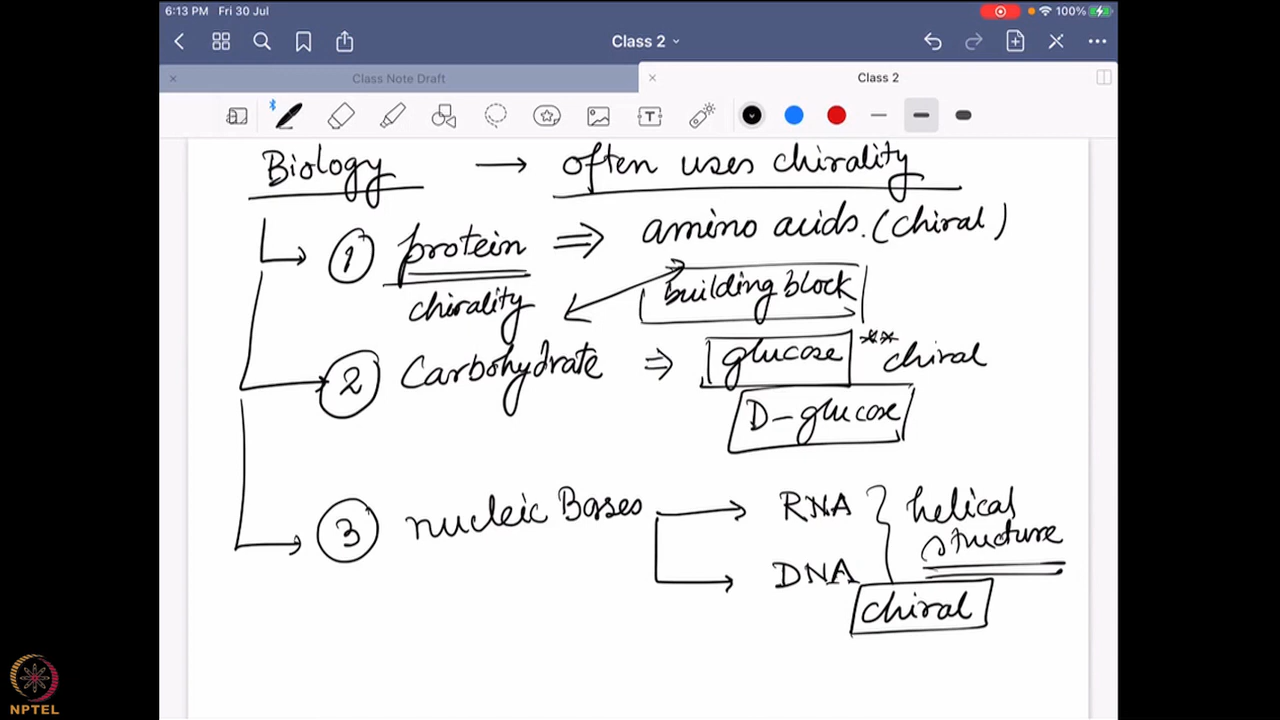 6:13 PM Fri 30 Jul
100%
Class 2
Class Note Draft
Class 2
T
Biology → often uses chirality
1 protein ⇒ amino acids. (chiral)
chirality
building block
2 Carbohydrate ⇒ glucose ** chiral
D-glucose
3 nucleic Bases → RNA } helical
structure
DNA
chiral
NPTEL